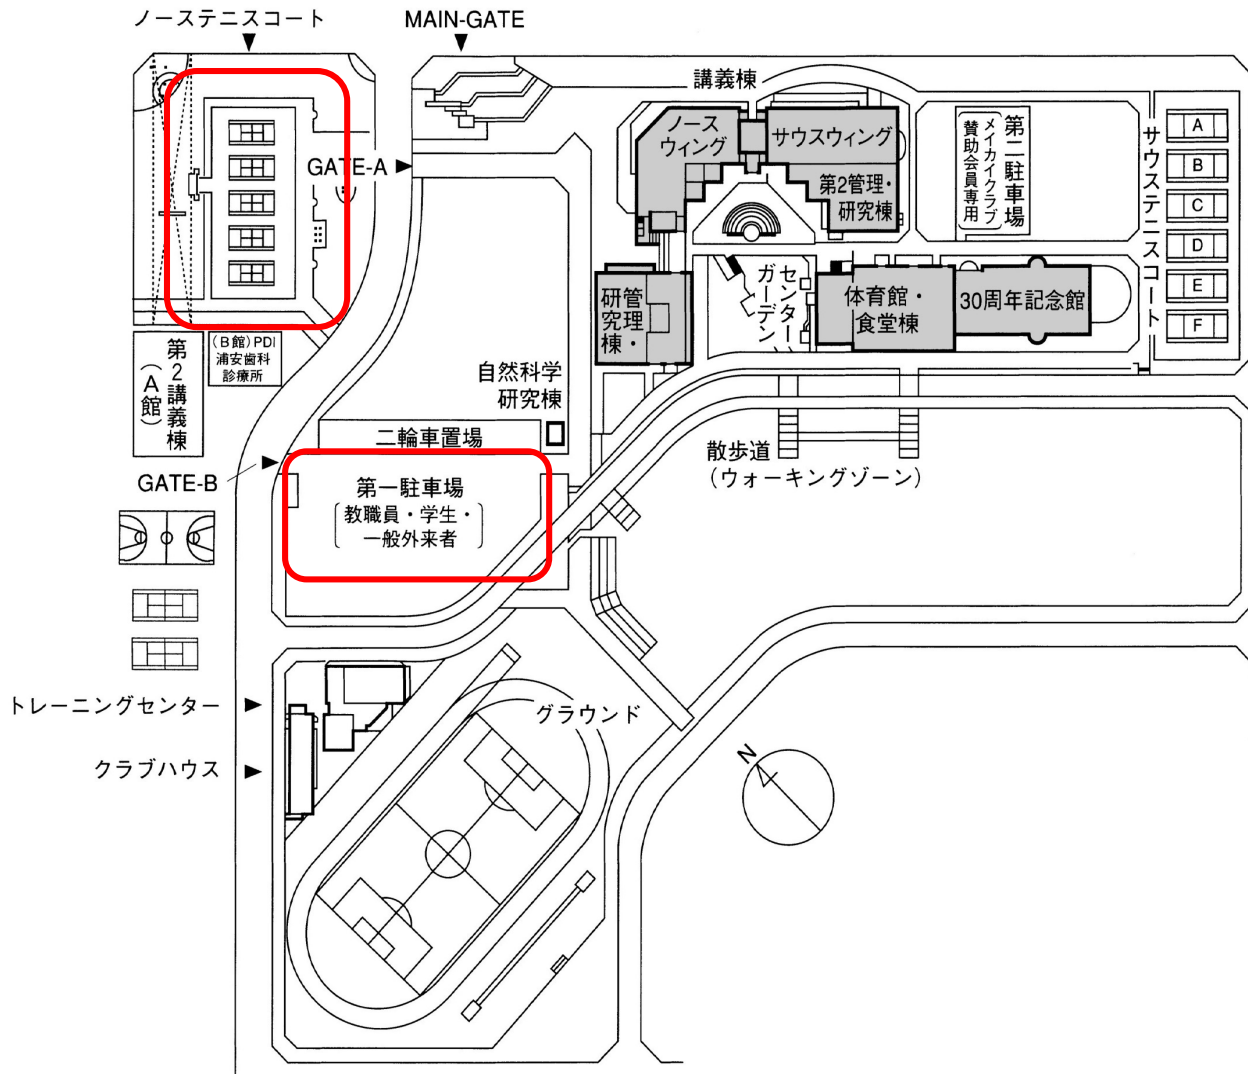 ノーステニスコート
MAIN-GATE
講義棟
ノース
ウィング
サウスウィング
第2管理・
研究棟
第二駐車場
メイカイクラブ
賛助会員専用
サウステニスコート
A
B
C
D
E
F
GATE-A
センター
ガーデン
体育館・
食堂棟
30周年記念館
管理・
研究棟
(B館)PDI
浦安歯科
診療所
第2講義棟
(A館)
自然科学
研究棟
二輪車置場
GATE-B
第一駐車場
教職員・学生・
一般外来者
散歩道
(ウォーキングゾーン)
トレーニングセンター
クラブハウス
グラウンド
N